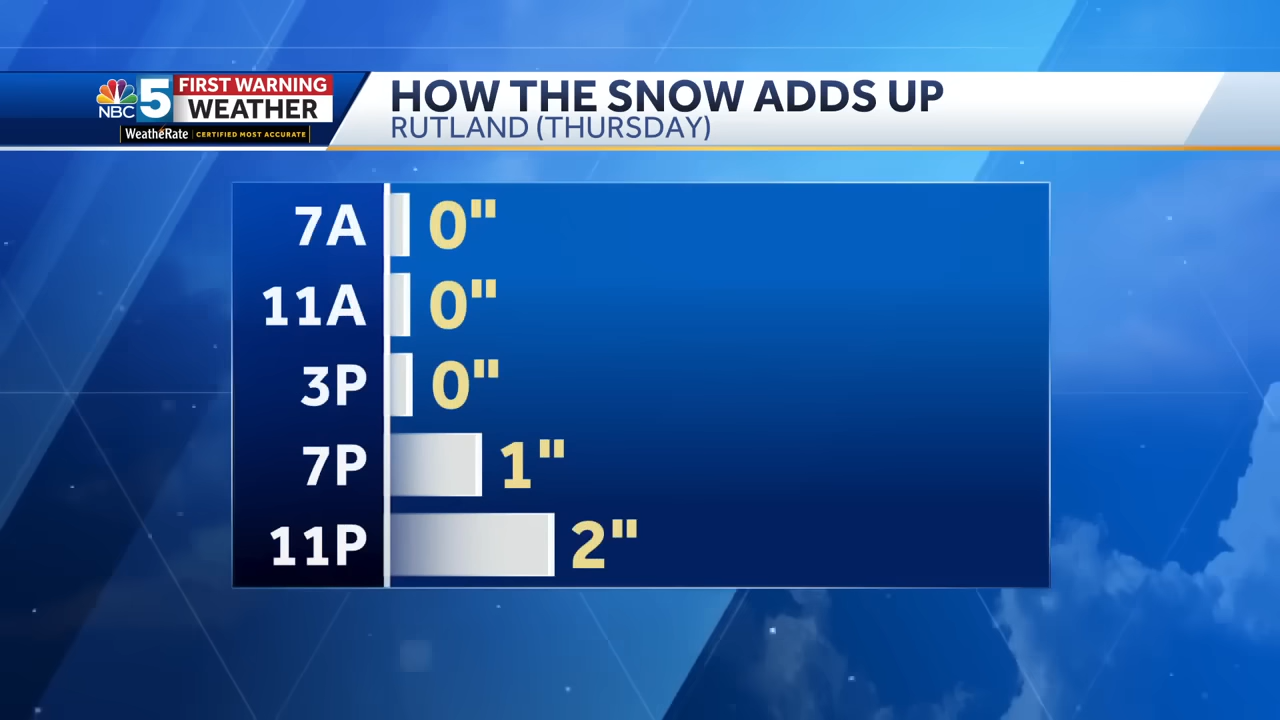 NBC 5 FIRST WARNING
WEATHER
WeatheRate CERTIFIED MOST ACCURATE
HOW THE SNOW ADDS UP
RUTLAND (THURSDAY)
7A 0"
11A 0"
3P 0"
7P 1"
11P 2"